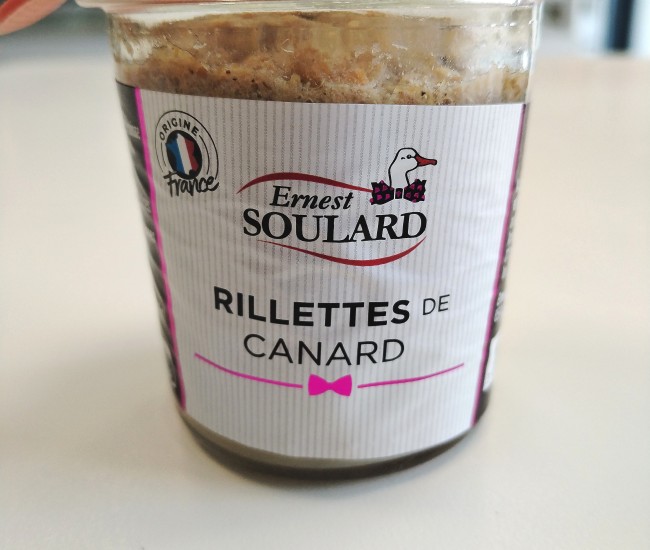 ORIGINE
France
Ernest
SOULARD
RILLETTES DE
CANARD